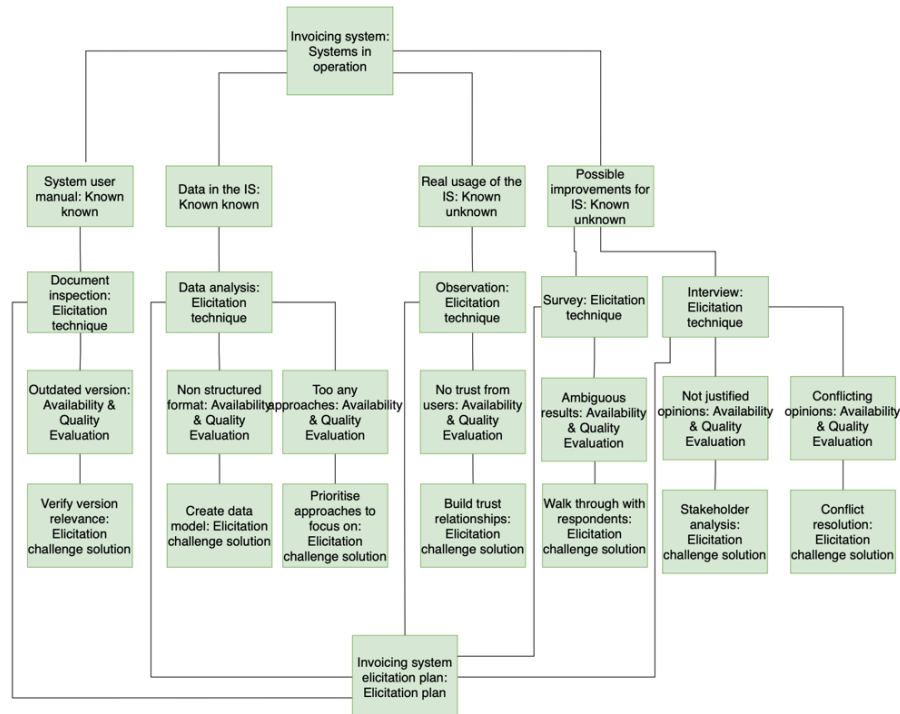 Invoicing system:
Systems in
operation
System user
manual: Known
known
Data in the IS:
Known known
Real usage of the
IS: Known
unknown
Possible
improvements for
IS: Known
unknown
Document
inspection:
Elicitation
technique
Data analysis:
Elicitation
technique
Observation:
Elicitation
technique
Survey: Elicitation
technique
Interview:
Elicitation
technique
Outdated version:
Availability &
Quality
Evaluation
Non structured
format: Availability
& Quality
Evaluation
Too any
approaches: Availability
& Quality
Evaluation
No trust from
users: Availability
& Quality
Evaluation
Ambiguous
results: Availability
& Quality
Evaluation
Not justified
opinions: Availability
& Quality
Evaluation
Conflicting
opinions: Availability
& Quality
Evaluation
Verify version
relevance:
Elicitation
challenge solution
Create data
model: Elicitation
challenge solution
Prioritise
approaches to
focus on:
Elicitation
challenge solution
Build trust
relationships:
Elicitation
challenge solution
Walk through with
respondents:
Elicitation
challenge solution
Stakeholder
analysis:
Elicitation
challenge solution
Conflict
resolution:
Elicitation
challenge solution
Invoicing system
elicitation plan:
Elicitation plan